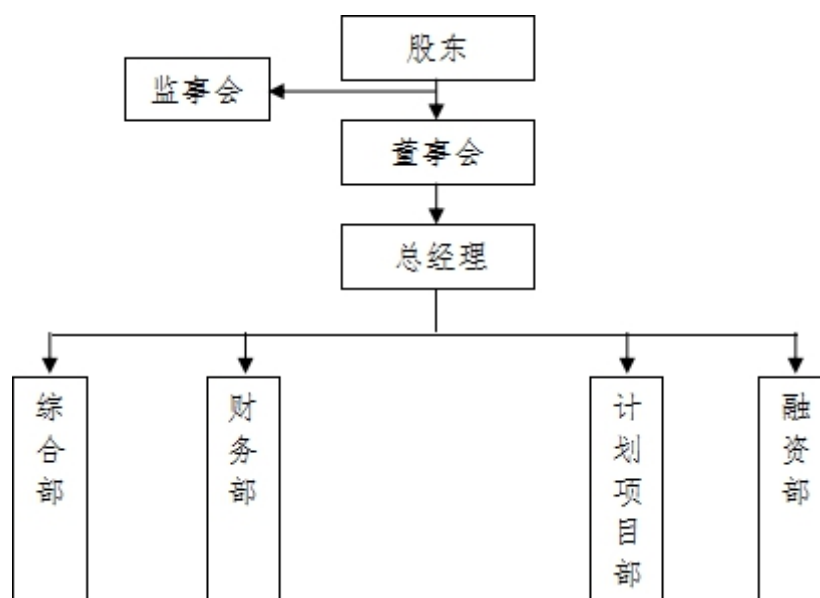 股东
监事会
董事会
总经理
综合部
财务部
计划项目部
融资部